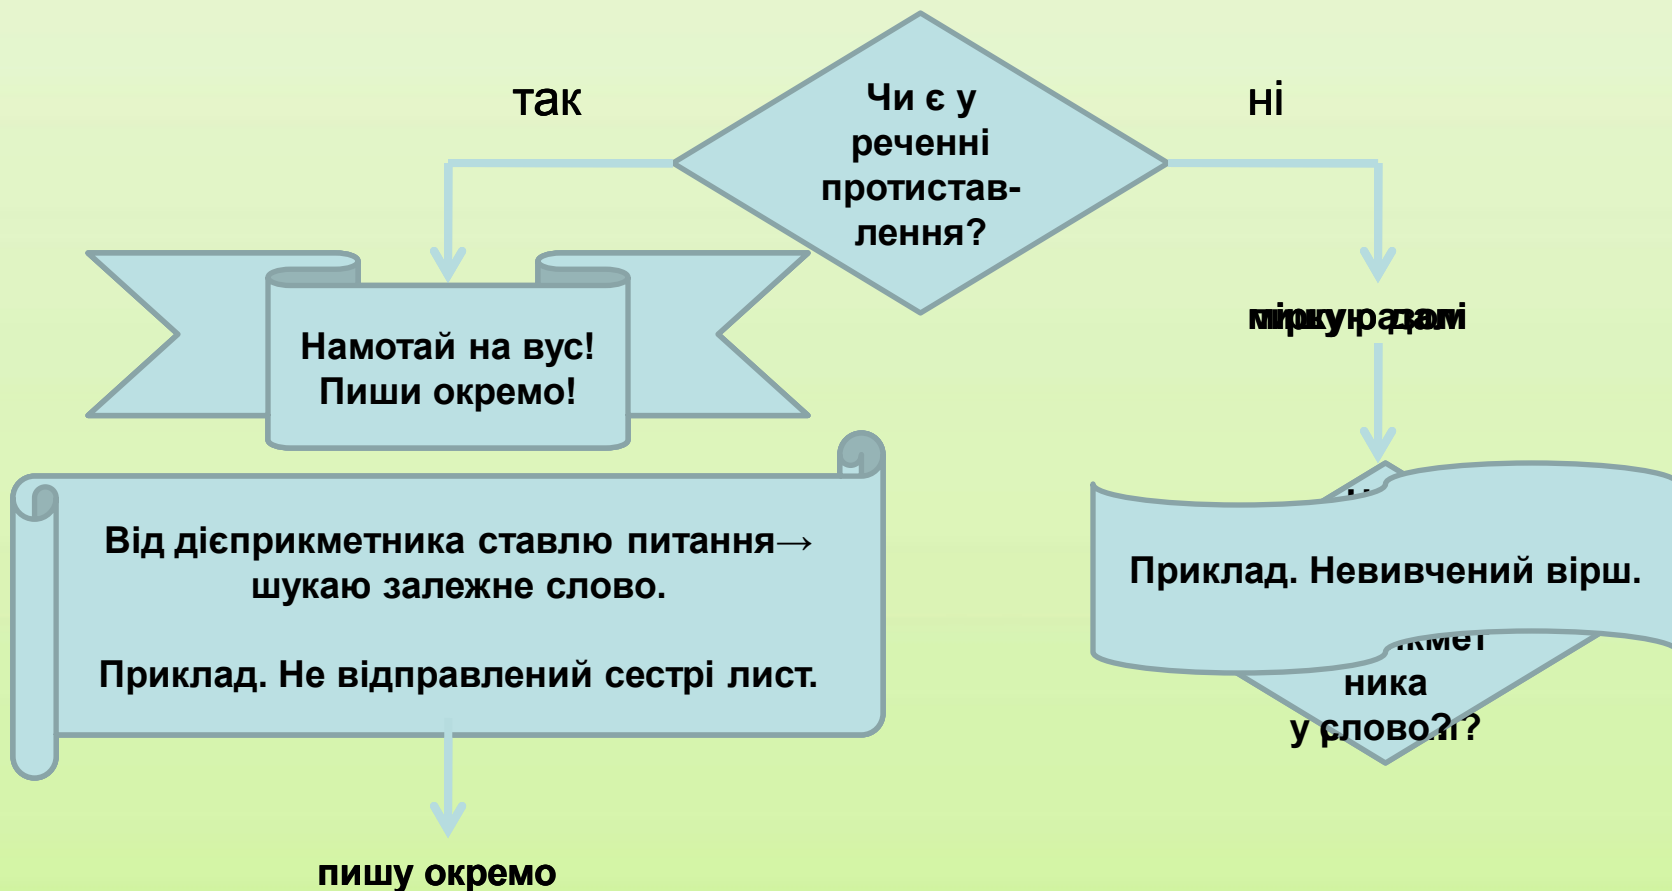 так
Чи є у
реченні
протистав-
лення?
ні
Намотай на вус!
Пиши окремо!
Від дієприкметника ставлю питання→
шукаю залежне слово.
Приклад. Не відправлений сестрі лист.
пишу окремо
Приклад. Невивчений вірш.
ника